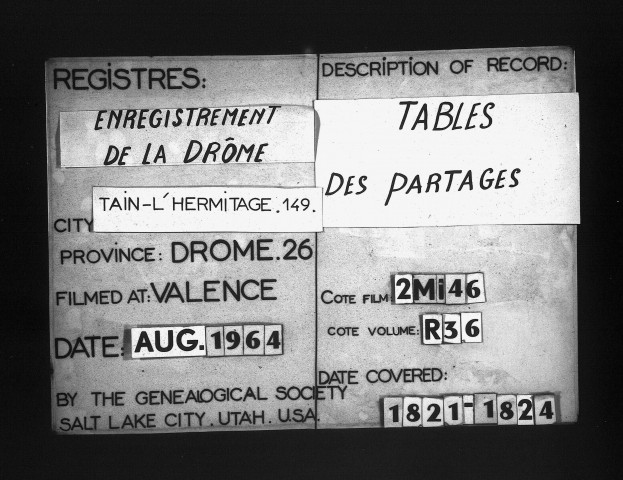 REGISTRES:
ENREGISTREMENT
DE LA DRÔME
TAIN-L'HERMITAGE.149.
CITY
PROVINCE: DROME.26
FILMED AT: VALENCE
DATE: AUG. 1964
BY THE GENEALOGICAL SOCIETY
SALT LAKE CITY. UTAH. U.S.A.
DESCRIPTION OF RECORD:
TABLES
DES PARTAGES
COTE FILM: 2Mi46
COTE VOLUME: R36
DATE COVERED:
1821-1824